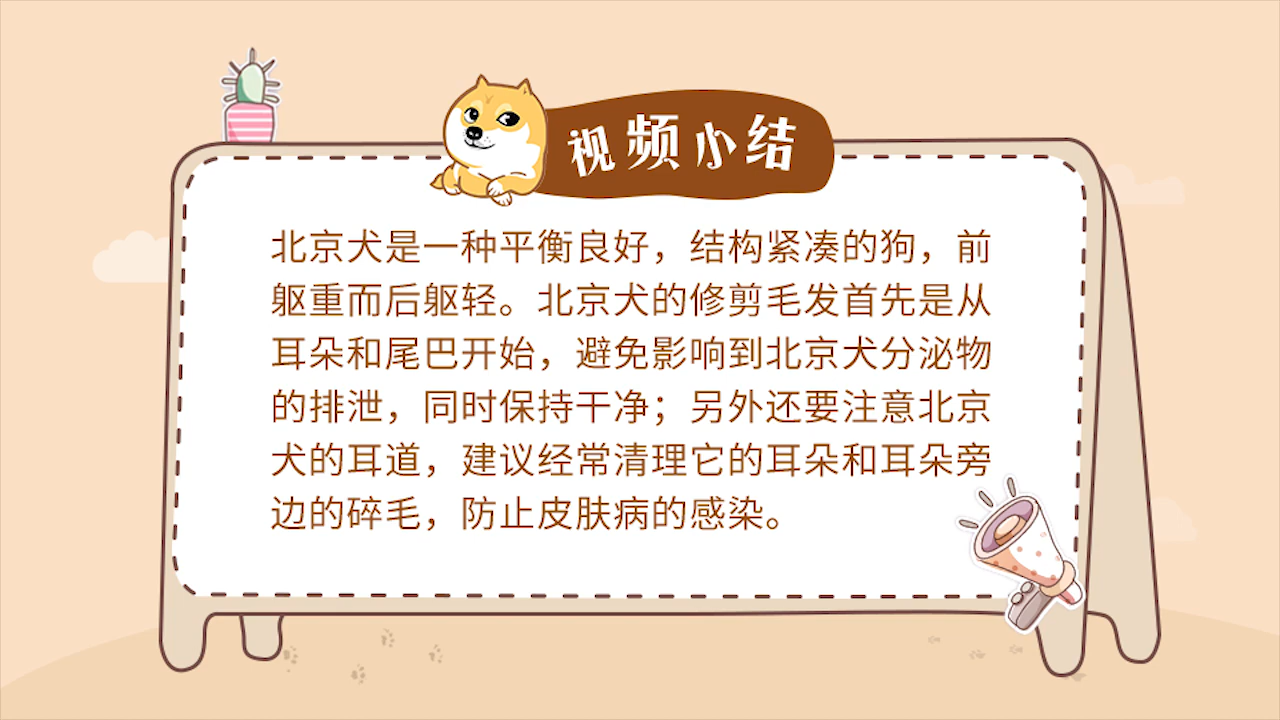 视频小结
北京犬是一种平衡良好，结构紧凑的狗，前
躯重而后躯轻。北京犬的修剪毛发首先是从
耳朵和尾巴开始，避免影响到北京犬分泌物
的排泄，同时保持干净；另外还要注意北京
犬的耳道，建议经常清理它的耳朵和耳朵旁
边的碎毛，防止皮肤病的感染。